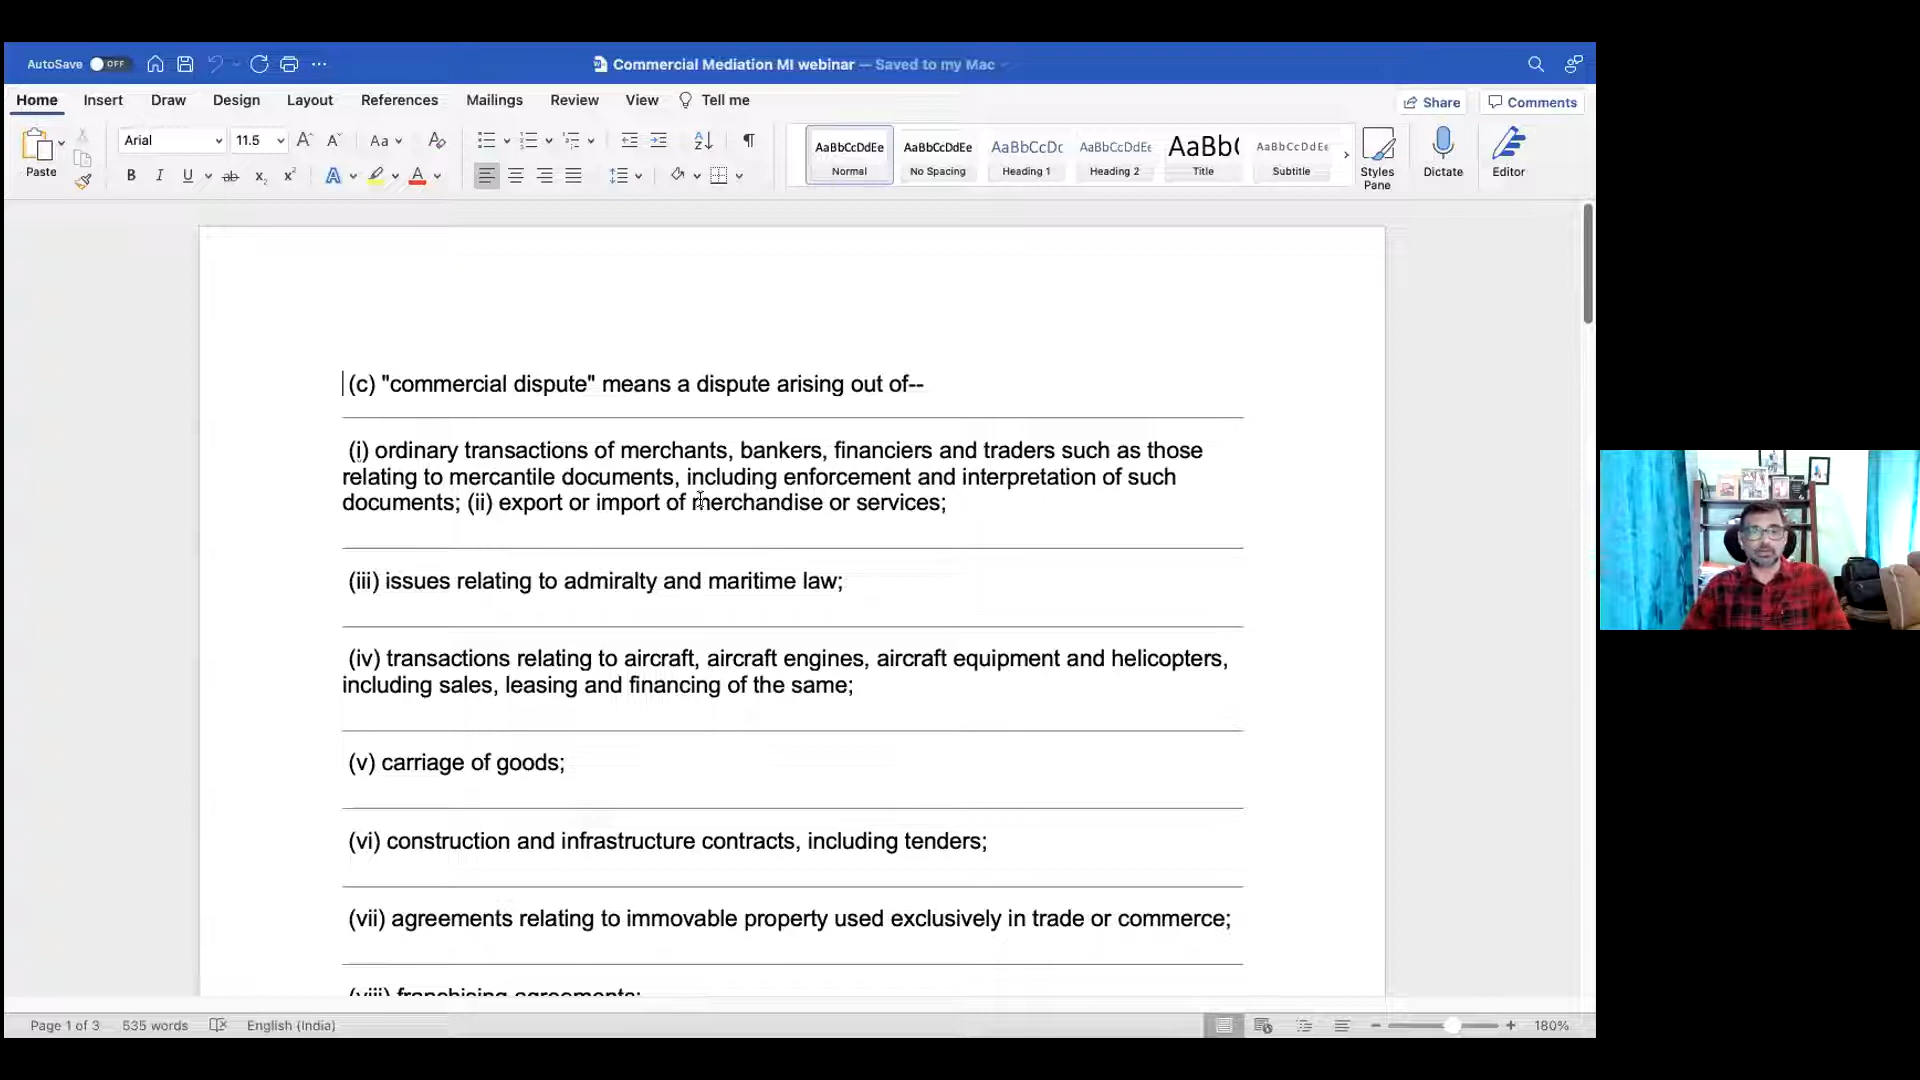 AutoSave OFF
Commercial Mediation MI webinar — Saved to my Mac
Home Insert Draw Design Layout References Mailings Review View Tell me
Share Comments
Paste
Arial 11.5
AaBbCcDdEe AaBbCcDdEe AaBbCcDc AaBbCcDdEe AaBb( AaBbCcDdEe
Normal No Spacing Heading 1 Heading 2 Title Subtitle
Styles Pane
Dictate
Editor
(c) "commercial dispute" means a dispute arising out of--
(i) ordinary transactions of merchants, bankers, financiers and traders such as those
relating to mercantile documents, including enforcement and interpretation of such
documents; (ii) export or import of merchandise or services;
(iii) issues relating to admiralty and maritime law;
(iv) transactions relating to aircraft, aircraft engines, aircraft equipment and helicopters,
including sales, leasing and financing of the same;
(v) carriage of goods;
(vi) construction and infrastructure contracts, including tenders;
(vii) agreements relating to immovable property used exclusively in trade or commerce;
(viii) franchising agreements;
Page 1 of 3 535 words English (India) 180%